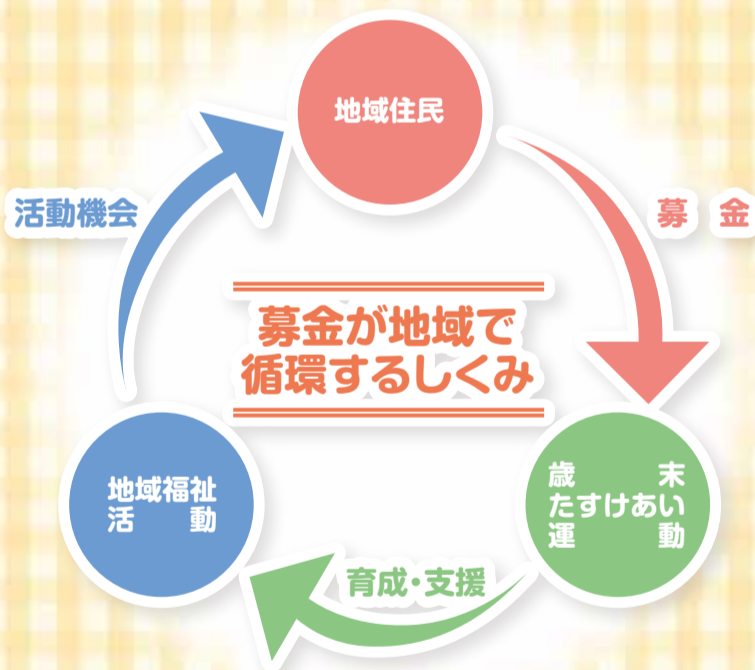 地域住民
活動機会
募 金
募金が地域で
循環するしくみ
地域福祉
活 動
歳 末
たすけあい
運 動
育成・支援